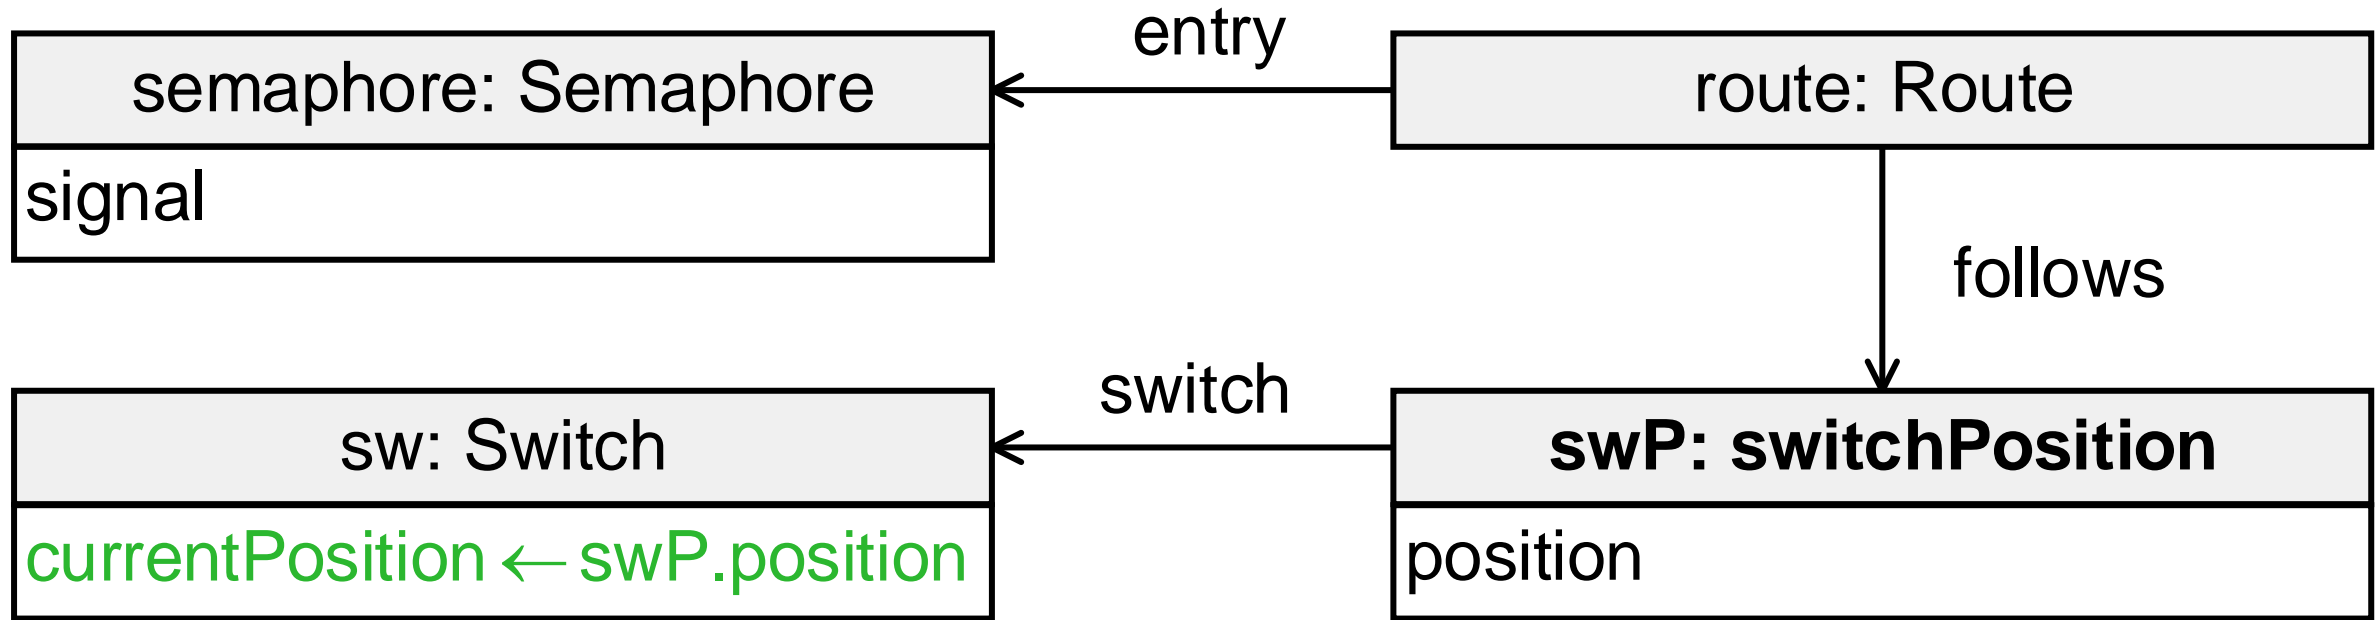 entry
semaphore: Semaphore
route: Route
signal
follows
switch
sw: Switch
swP: switchPosition
currentPosition ← swP.position
position